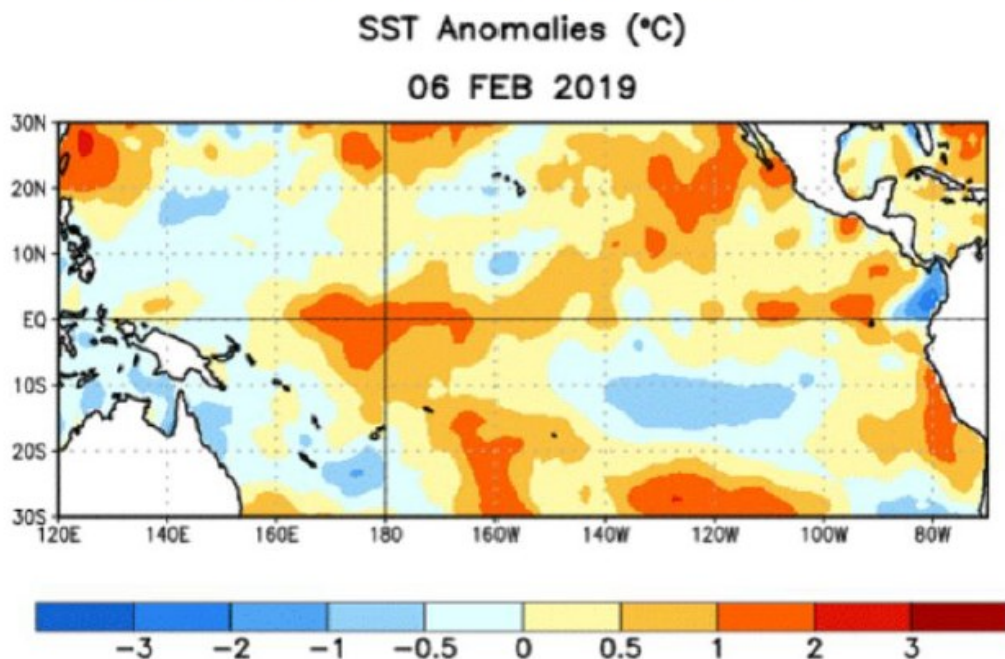 SST Anomalies (°C)
06 FEB 2019
30N
20N
10N
EQ
10S
20S
30S
120E 140E 160E 180 160W 140W 120W 100W 80W
−3 −2 −1 −0.5 0 0.5 1 2 3